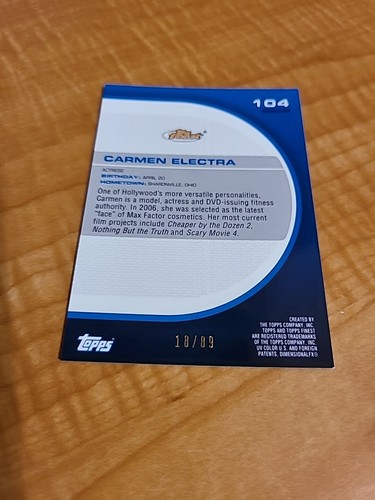 104
Finest
CARMEN ELECTRA
ACTRESS
BIRTHDAY: APRIL 20
HOMETOWN: SHARONVILLE, OHIO
One of Hollywood's more versatile personalities,
Carmen is a model, actress and DVD-issuing fitness
authority. In 2006, she was selected as the latest
"face" of Max Factor cosmetics. Her most current
film projects include Cheaper by the Dozen 2,
Nothing But the Truth and Scary Movie 4.
CREATED BY
THE TOPPS COMPANY, INC.
TOPPS AND TOPPS FINEST
ARE REGISTERED TRADEMARKS
OF THE TOPPS COMPANY, INC.
UV COLOR U.S. AND FOREIGN
PATENTS, DIMENSIONALFX®
Topps
18/89